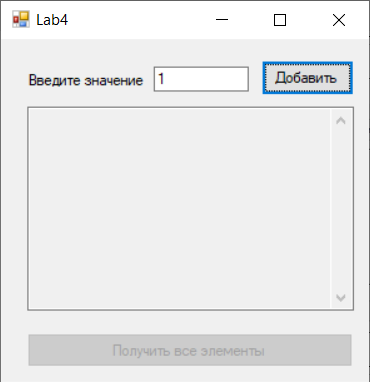 Lab4
Введите значение 1 Добавить
Получить все элементы